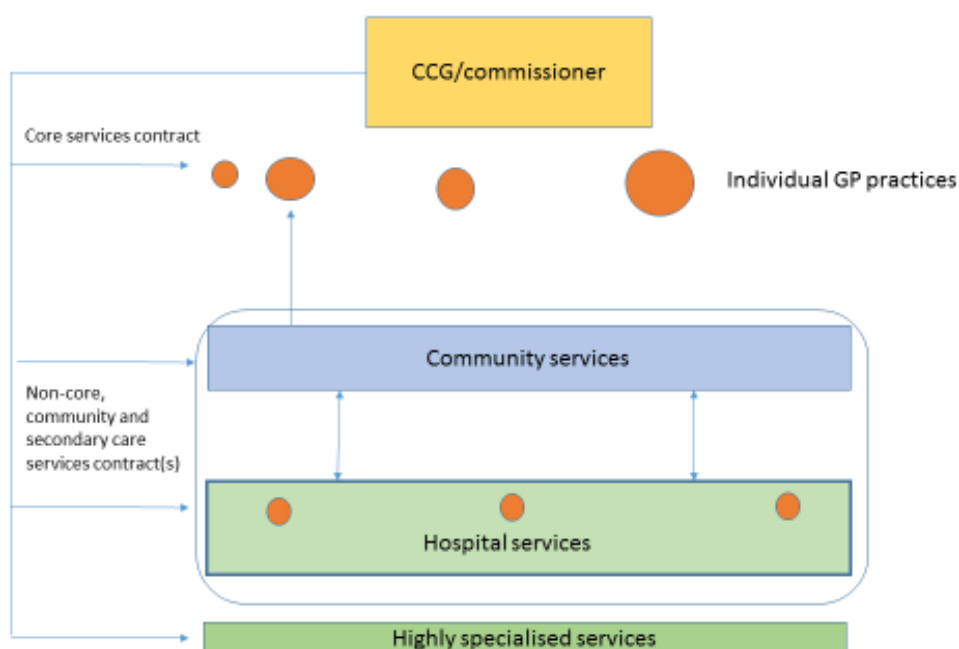 CCG/commissioner
Core services contract
Individual GP practices
Community services
Non-core,
community and
secondary care
services contract(s)
Hospital services
Highly specialised services